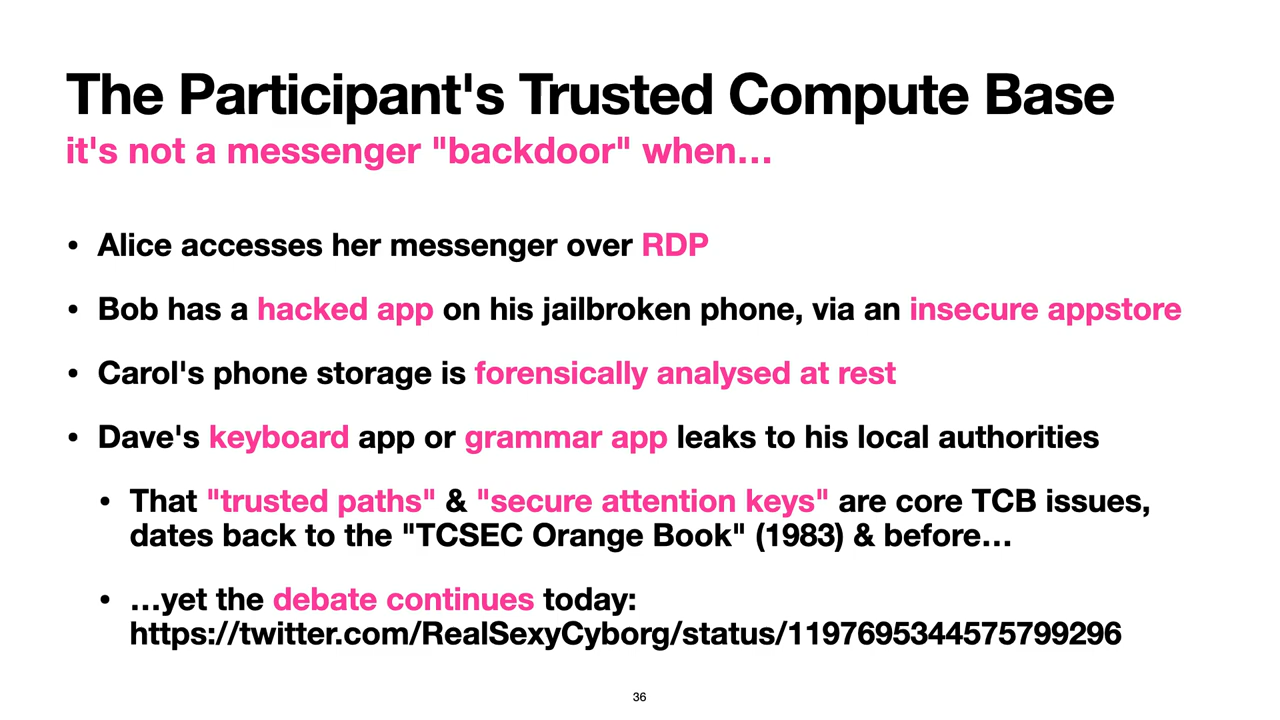 The Participant's Trusted Compute Base
it's not a messenger "backdoor" when…
• Alice accesses her messenger over RDP
• Bob has a hacked app on his jailbroken phone, via an insecure appstore
• Carol's phone storage is forensically analysed at rest
• Dave's keyboard app or grammar app leaks to his local authorities
• That "trusted paths" & "secure attention keys" are core TCB issues,
dates back to the "TCSEC Orange Book" (1983) & before…
• …yet the debate continues today:
https://twitter.com/RealSexyCyborg/status/1197695344575799296
36